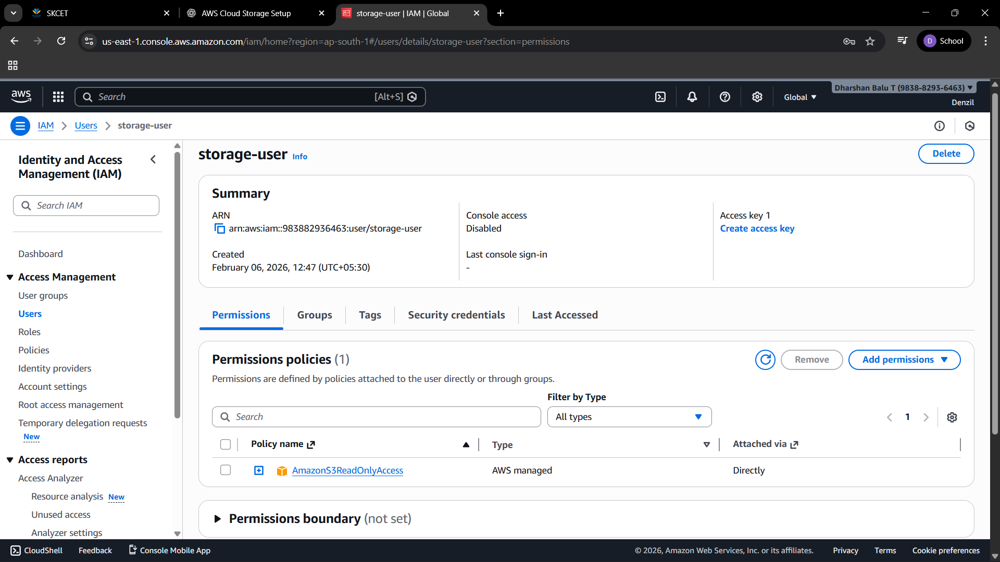 SKCET
AWS Cloud Storage Setup
storage-user | IAM | Global
us-east-1.console.aws.amazon.com/iam/home?region=ap-south-1#/users/details/storage-user?section=permissions
D School
aws
Search [Alt+S]
Global
Dharshan Balu T (9838-8293-6463)
Denzil
IAM
Users
storage-user
Identity and Access
Management (IAM)
Search IAM
Dashboard
Access Management
User groups
Users
Roles
Policies
Identity providers
Account settings
Root access management
Temporary delegation requests
New
Access reports
Access Analyzer
Resource analysis New
Unused access
Analyzer settings
storage-user Info
Delete
Summary
ARN
arn:aws:iam::983882936463:user/storage-user
Created
February 06, 2026, 12:47 (UTC+05:30)
Console access
Disabled
Last console sign-in
-
Access key 1
Create access key
Permissions
Groups
Tags
Security credentials
Last Accessed
Permissions policies (1)
Remove
Add permissions
Permissions are defined by policies attached to the user directly or through groups.
Filter by Type
Search
All types
1
Policy name
Type
Attached via
AmazonS3ReadOnlyAccess
AWS managed
Directly
Permissions boundary (not set)
CloudShell
Feedback
Console Mobile App
© 2026, Amazon Web Services, Inc. or its affiliates.
Privacy
Terms
Cookie preferences